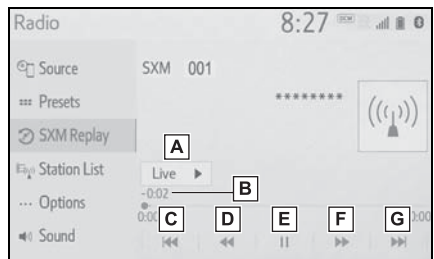 Radio 8:27 DCM
Source SXM 001
Presets ********
SXM Replay
A
Station List Live
-0:02 B
Options
0:00 C D E F G 0:00
Sound